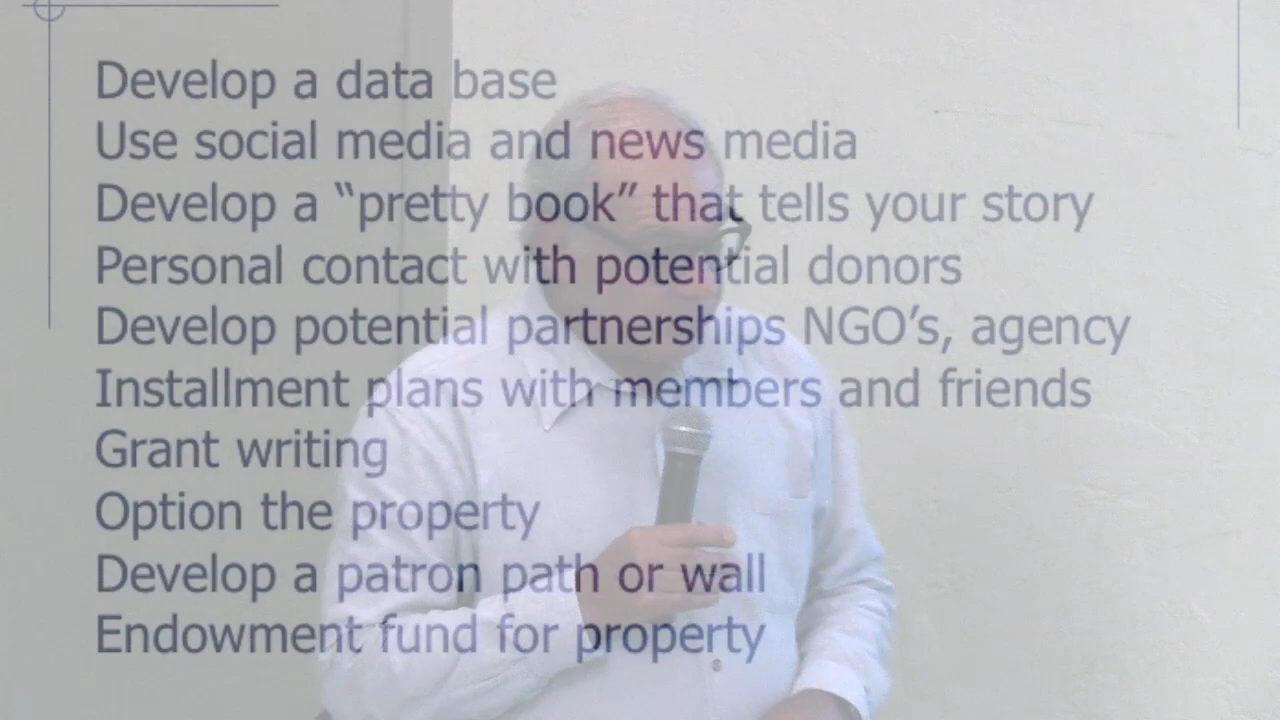 Develop a data base
Use social media and news media
Develop a “pretty book” that tells your story
Personal contact with potential donors
Develop potential partnerships NGO’s, agency
Installment plans with members and friends
Grant writing
Option the property
Develop a patron path or wall
Endowment fund for property